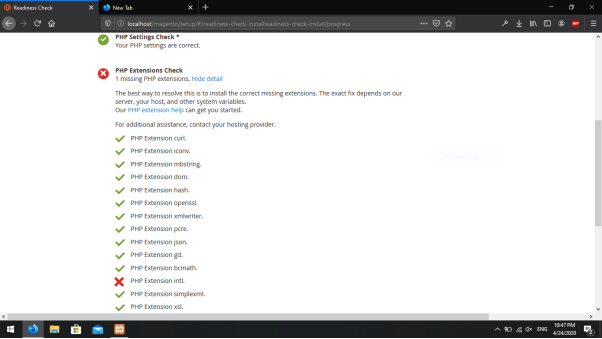 Readiness Check
New Tab
localhost/magento/setup/#/readiness-check-installreadiness-check-install/progress
PHP Settings Check *
Your PHP settings are correct.
PHP Extensions Check
1 missing PHP extensions. Hide detail
The best way to resolve this is to install the correct missing extensions. The exact fix depends on our
server, your host, and other system variables.
Our PHP extension help can get you started.
For additional assistance, contact your hosting provider.
PHP Extension curl.
PHP Extension iconv.
PHP Extension mbstring.
PHP Extension dom.
PHP Extension hash.
PHP Extension openssl.
PHP Extension xmlwriter.
PHP Extension pcre.
PHP Extension json.
PHP Extension gd.
PHP Extension bcmath.
PHP Extension intl.
PHP Extension simplexml.
PHP Extension xsl.
ENG
10:47 PM
4/24/2020